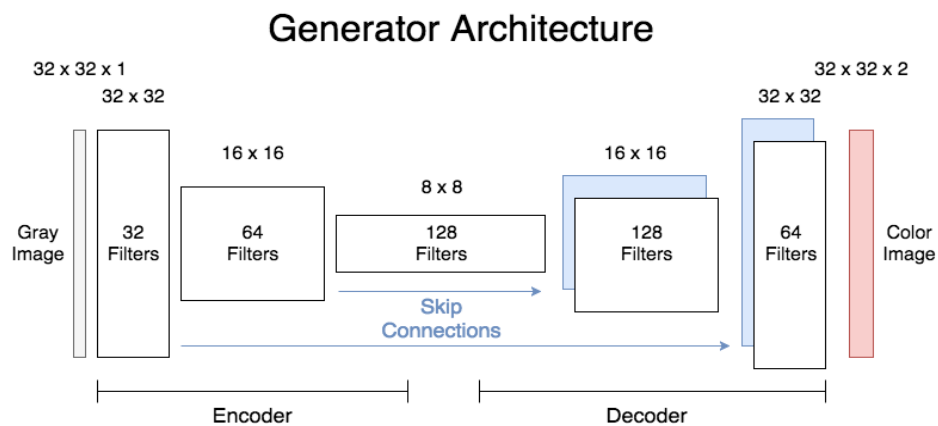 Generator Architecture
32 x 32 x 1
32 x 32
16 x 16
8 x 8
16 x 16
32 x 32
32 x 32 x 2
Gray
Image
32
Filters
64
Filters
128
Filters
128
Filters
64
Filters
Color
Image
Skip
Connections
Encoder
Decoder